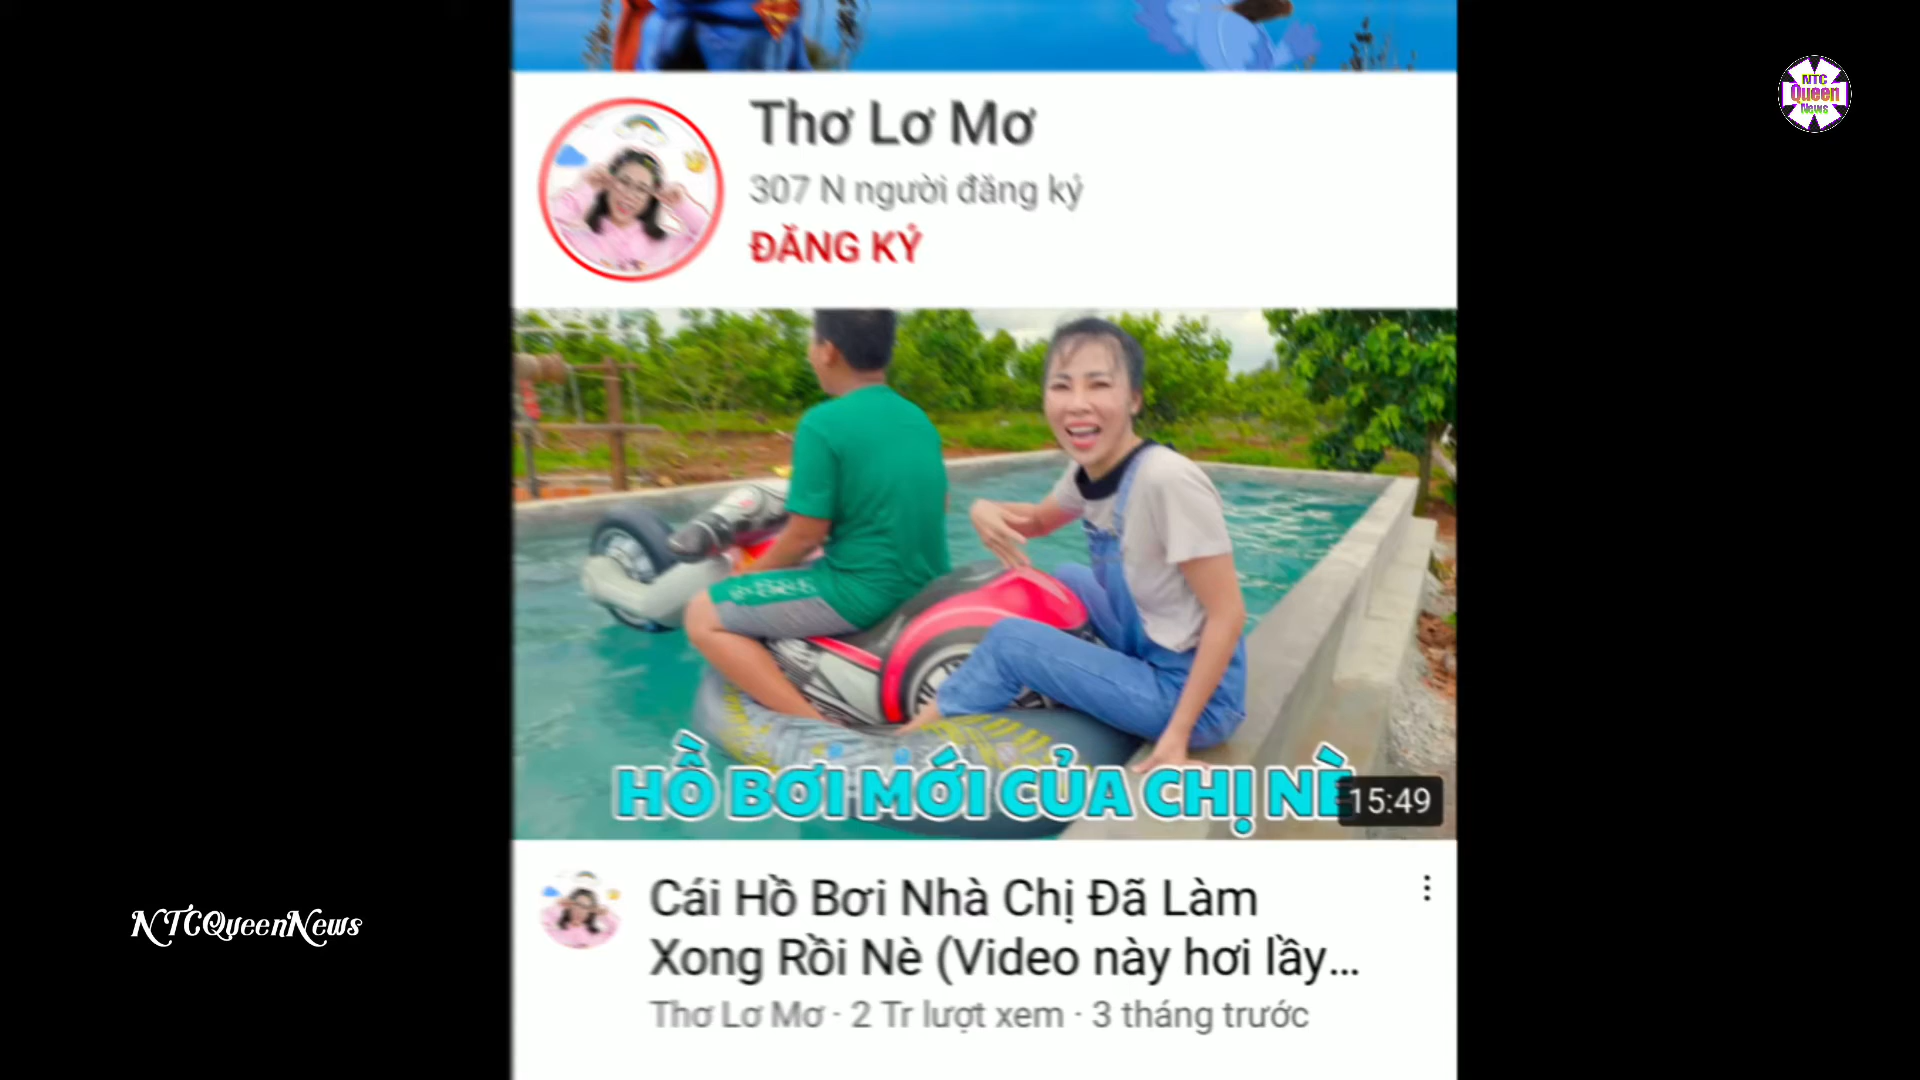 Thơ Lơ Mơ
307 N người đăng ký
ĐĂNG KÝ
NTC
Queen
News
HỒ BƠI MỚI CỦA CHỊ NÈ
15:49
Cái Hồ Bơi Nhà Chị Đã Làm
Xong Rồi Nè (Video này hơi lầy...
Thơ Lơ Mơ · 2 Tr lượt xem · 3 tháng trước
NTCQueenNews